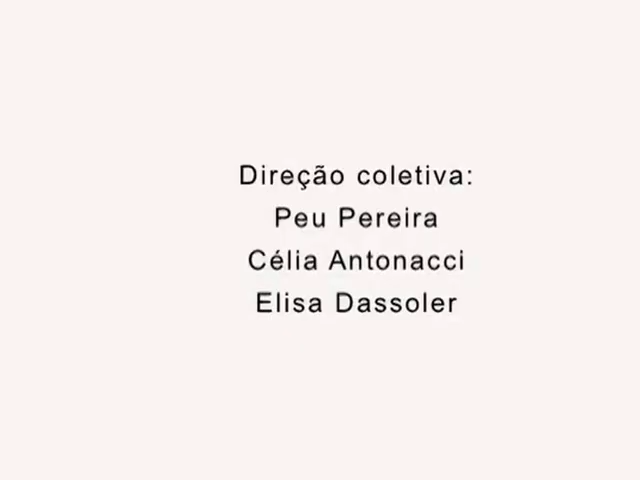 Direção coletiva:
Peu Pereira
Célia Antonacci
Elisa Dassoler